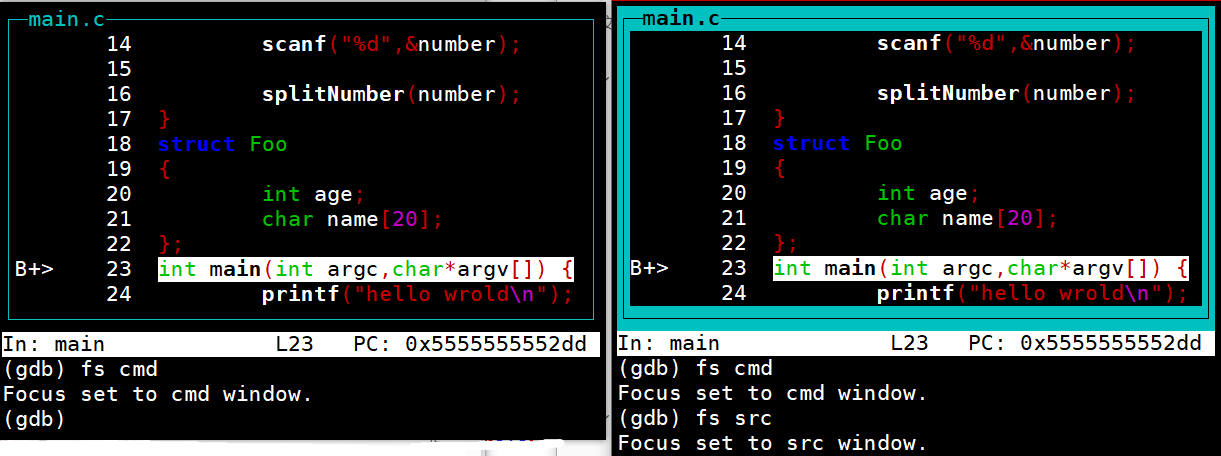 main.c
14 scanf("%d",&number);
15
16 splitNumber(number);
17 }
18 struct Foo
19 {
20 int age;
21 char name[20];
22 };
B+> 23 int main(int argc,char*argv[]) {
24 printf("hello wrold\n");
In: main L23 PC: 0x5555555552dd
(gdb) fs cmd
Focus set to cmd window.
(gdb)
main.c
14 scanf("%d",&number);
15
16 splitNumber(number);
17 }
18 struct Foo
19 {
20 int age;
21 char name[20];
22 };
B+> 23 int main(int argc,char*argv[]) {
24 printf("hello wrold\n");
In: main L23 PC: 0x5555555552dd
(gdb) fs cmd
Focus set to cmd window.
(gdb) fs src
Focus set to src window.